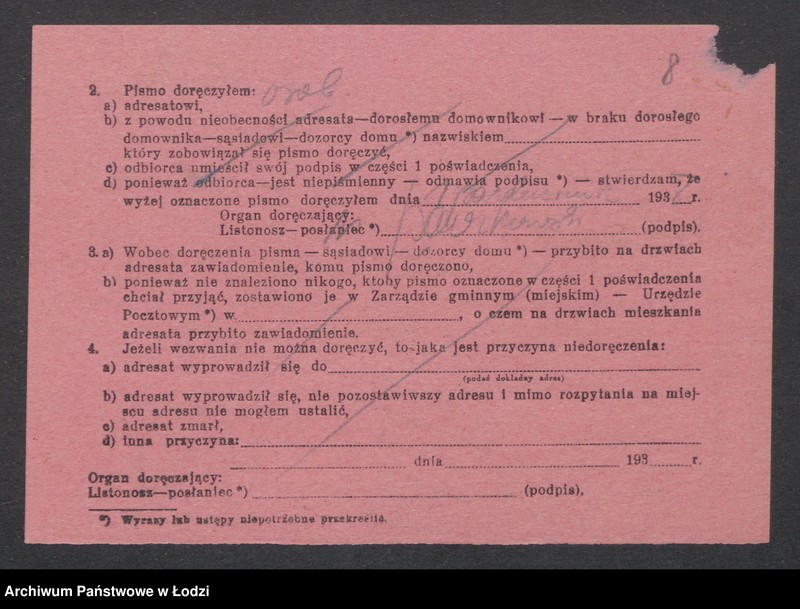 8
2. Pismo doręczyłem: osob.
a) adresatowi,
b) z powodu nieobecności adresata—dorosłemu domownikowi — w braku dorosłego
domownika—sąsiadowi—dozorcy domu *) nazwiskiem
który zobowiązał się pismo doręczyć,
c) odbiorca umieścił swój podpis w części 1 poświadczenia,
d) ponieważ odbiorca—jest niepiśmienny — odmawia podpisu *) — stwierdzam, że
wyżej oznaczone pismo doręczyłem dnia 193 r.
Organ doręczający:
Listonosz—posłaniec *) (podpis).
3. a) Wobec doręczenia pisma — sąsiadowi — dozorcy domu *) — przybito na drzwiach
adresata zawiadomienie, komu pismo doręczono,
b) ponieważ nie znaleziono nikogo, ktoby pismo oznaczone w części 1 poświadczenia
chciał przyjąć, zostawiono je w Zarządzie gminnym (miejskim) — Urzędzie
Pocztowym *) w , o czem na drzwiach mieszkania
adresata przybito zawiadomienie.
4. Jeżeli wezwania nie można doręczyć, to jaka jest przyczyna niedoręczenia:
a) adresat wyprowadził się do
(podać dokładny adres)
b) adresat wyprowadził się, nie pozostawiwszy adresu i mimo rozpytania na miej-
scu adresu nie mogłem ustalić,
c) adresat zmarł,
d) inna przyczyna:
dnia 193 r.
Organ doręczający:
Listonosz—posłaniec *) (podpis),
*) Wyrazy lub ustępy niepotrzebne przekreślić.
Archiwum Państwowe w Łodzi